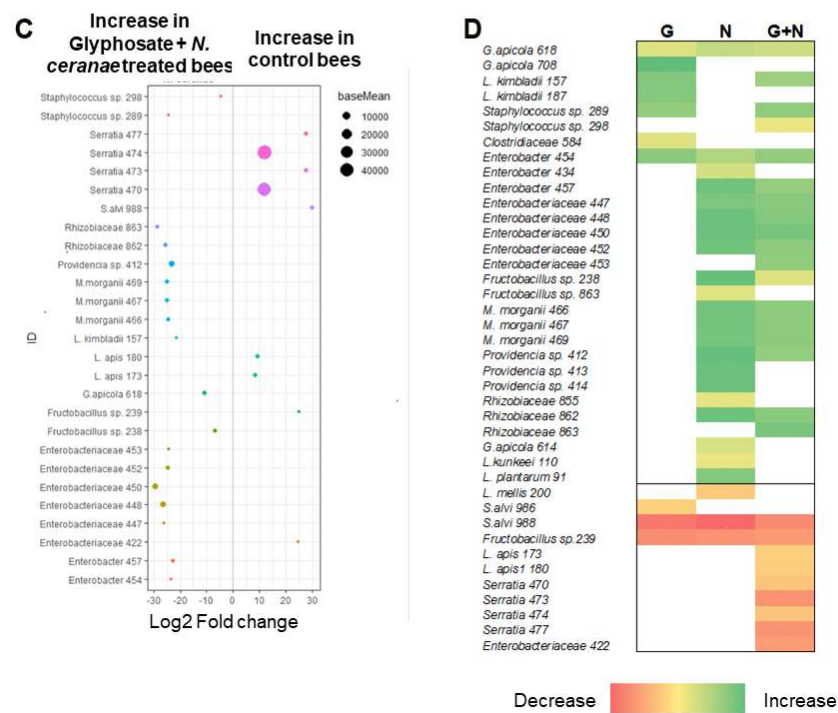 C
Increase in
Glyphosate + N.
ceranaetreated bees
Increase in
control bees
Staphylococcus sp. 298
Staphylococcus sp. 289
Serratia 477
Serratia 474
Serratia 473
Serratia 470
S.alvi 988
Rhizobiaceae 863
Rhizobiaceae 862
Providencia sp. 412
M.morganii 469
M.morganii 467
M.morganii 466
L. kimbladii 157
L. apis 180
L. apis 173
G.apicola 618
Fructobacillus sp. 239
Fructobacillus sp. 238
Enterobacteriaceae 453
Enterobacteriaceae 452
Enterobacteriaceae 450
Enterobacteriaceae 448
Enterobacteriaceae 447
Enterobacteriaceae 422
Enterobacter 457
Enterobacter 454
ID
-30 -20 -10 0 10 20 30
Log2 Fold change
baseMean
10000
20000
30000
40000
D
G N G+N
G.apicola 618
G.apicola 708
L. kimbladii 157
L. kimbladii 187
Staphylococcus sp. 289
Staphylococcus sp. 298
Clostridiaceae 584
Enterobacter 454
Enterobacter 434
Enterobacter 457
Enterobacteriaceae 447
Enterobacteriaceae 448
Enterobacteriaceae 450
Enterobacteriaceae 452
Enterobacteriaceae 453
Fructobacillus sp. 238
Fructobacillus sp. 863
M. morganii 466
M. morganii 467
M. morganii 469
Providencia sp. 412
Providencia sp. 413
Providencia sp. 414
Rhizobiaceae 855
Rhizobiaceae 862
Rhizobiaceae 863
G.apicola 614
L.kunkeei 110
L. plantarum 91
L. mellis 200
S.alvi 986
S.alvi 988
Fructobacillus sp.239
L. apis 173
L. apis1 180
Serratia 470
Serratia 473
Serratia 474
Serratia 477
Enterobacteriaceae 422
Decrease Increase